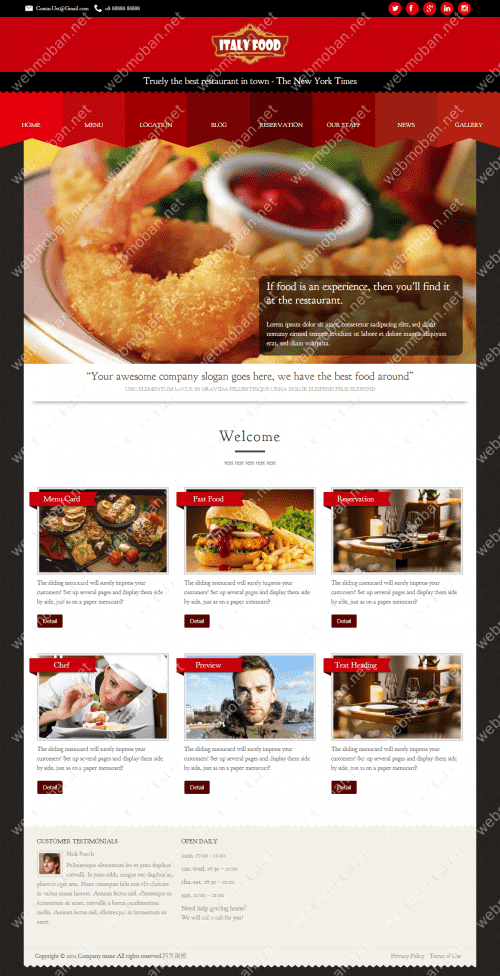 ContacUst@Gmail.com 08 88888 88888
ITALY FOOD
Truely the best restaurant in town - The New York Times
HOME MENU LOCATION BLOG RESERVATION OUR STAFF NEWS GALLERY
If food is an experience, then you'll find it
at the restaurant.
Lorem ipsum dolor sit amet, consetetur sadipscing elitr, sed diam
nonumy eirmod tempor invidunt ut labore et dolore magna aliquyam
erat, sed diam voluptua.
“Your awesome company slogan goes here, we have the best food around”
UNC ELEMENTUM LACUS IN GRAVIDA PELLENTESQUE URNA DOLOR ELEIFEND FELIS ELEIFEND
Welcome
text text text text text
Menu Card
Fast Food
Reservation
The sliding menucard will surely impress your
customers! Set up several pages and display them side
by side, just as on a paper menucard!
The sliding menucard will surely impress your
customers! Set up several pages and display them side
by side, just as on a paper menucard!
The sliding menucard will surely impress your
customers! Set up several pages and display them side
by side, just as on a paper menucard!
Detail
Detail
Detail
Chef
Preview
Text Heading
The sliding menucard will surely impress your
customers! Set up several pages and display them side
by side, just as on a paper menucard!
The sliding menucard will surely impress your
customers! Set up several pages and display them side
by side, just as on a paper menucard!
The sliding menucard will surely impress your
customers! Set up several pages and display them side
by side, just as on a paper menucard!
Detail
Detail
Detail
CUSTOMER TESTIMONIALS
Nick Roach
Pellentesque elementum leo et justo dapibus
convallis. In justo nibh, congue nec dapibus ac,
placerat eget sem. Nunc consequat felis non elit ultricies
in varius massa laoreet. Aenean lectus nisl, ellentesque in
fermentum sit amet, convallis a lorem condimentum
mollis. Aenean lectus nisl, ellentesque in fermentum sit
amet.
OPEN DAILY
mon, 17:00 - 21:00
tue-wed, 16:30 – 22:00
thu-sat, 16:30 – 22:00
sun, 12:00 – 21:00
Need help getting home?
We will call a cab for you!
Copyright © 2015.Company name All rights reserved.
Privacy Policy Terms of Use
webmoban.net